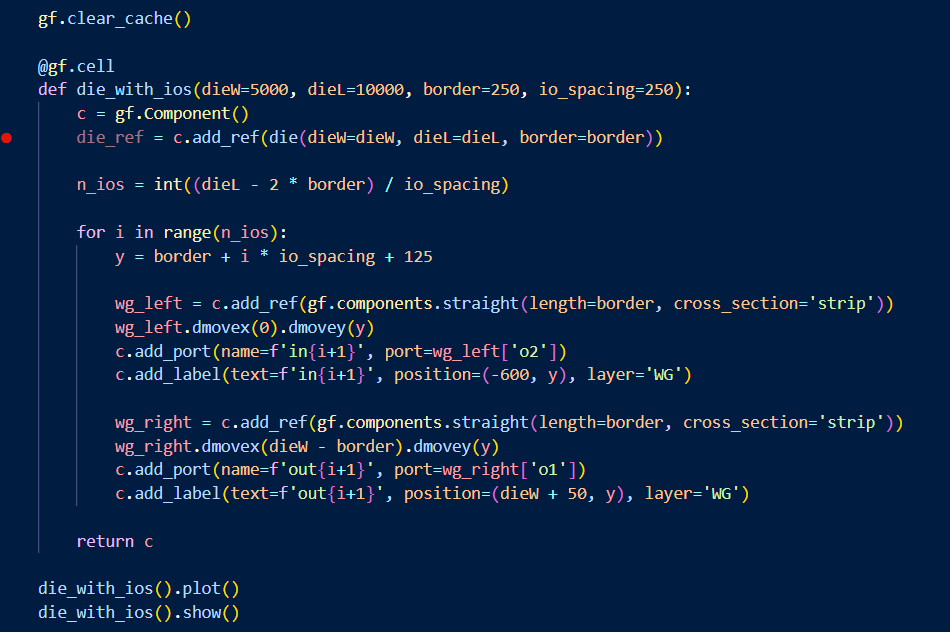 gf.clear_cache()
@gf.cell
def die_with_ios(dieW=5000, dieL=10000, border=250, io_spacing=250):
    c = gf.Component()
    die_ref = c.add_ref(die(dieW=dieW, dieL=dieL, border=border))
    n_ios = int((dieL - 2 * border) / io_spacing)
    for i in range(n_ios):
        y = border + i * io_spacing + 125
        wg_left = c.add_ref(gf.components.straight(length=border, cross_section='strip'))
        wg_left.dmovex(0).dmovey(y)
        c.add_port(name=f'in{i+1}', port=wg_left['o2'])
        c.add_label(text=f'in{i+1}', position=(-600, y), layer='WG')
        wg_right = c.add_ref(gf.components.straight(length=border, cross_section='strip'))
        wg_right.dmovex(dieW - border).dmovey(y)
        c.add_port(name=f'out{i+1}', port=wg_right['o1'])
        c.add_label(text=f'out{i+1}', position=(dieW + 50, y), layer='WG')
    return c
die_with_ios().plot()
die_with_ios().show()